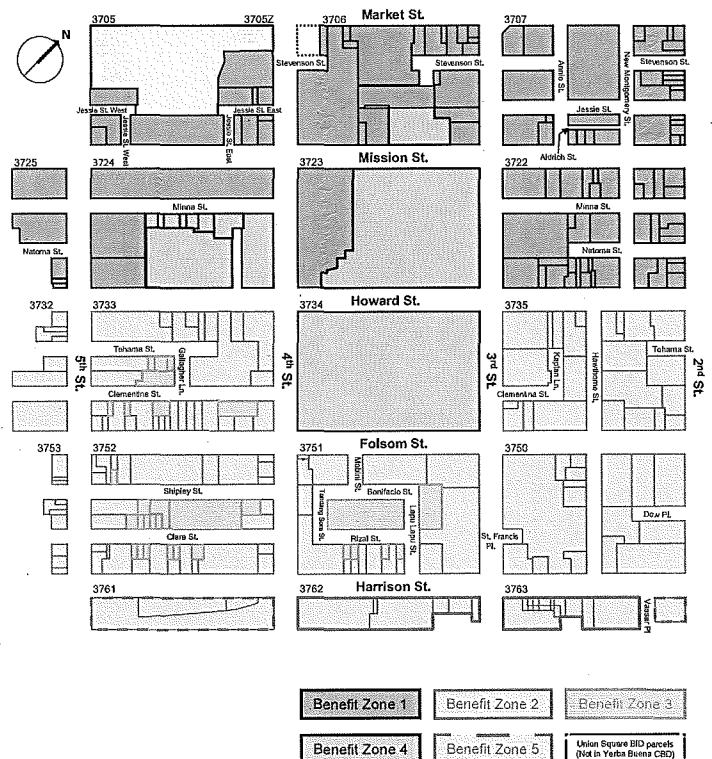 Market St.
3705
3705Z
3706
3707
N
Stevenson St.
Stevenson St.
Annie St.
New Montgomery St.
Stevenson St.
Jessie St. West
Jessie St. East
Jessie St.
Jessie St. West
Jessie St. East
Aldrich St.
Mission St.
3725
3724
3723
3722
Minna St.
Minna St.
Natoma St.
Natoma St.
Howard St.
3732
3733
3734
3735
Tehama St.
Tehama St.
5th St.
Gallagher Ln.
4th St.
3rd St.
Kaplan Ln.
Hawthorne St.
2nd St.
Clementina St.
Clementina St.
Folsom St.
3753
3752
3751
3750
Mabini St.
Shipley St.
Bonifacio St.
Tandang Sora St.
Lapu Lapu St.
Dow Pl.
Clara St.
Rizal St.
St. Francis Pl.
Harrison St.
3761
3762
3763
Vassar Pl.
Benefit Zone 1
Benefit Zone 2
Benefit Zone 3
Benefit Zone 4
Benefit Zone 5
Union Square BID parcels
(Not in Yerba Buena CBD)